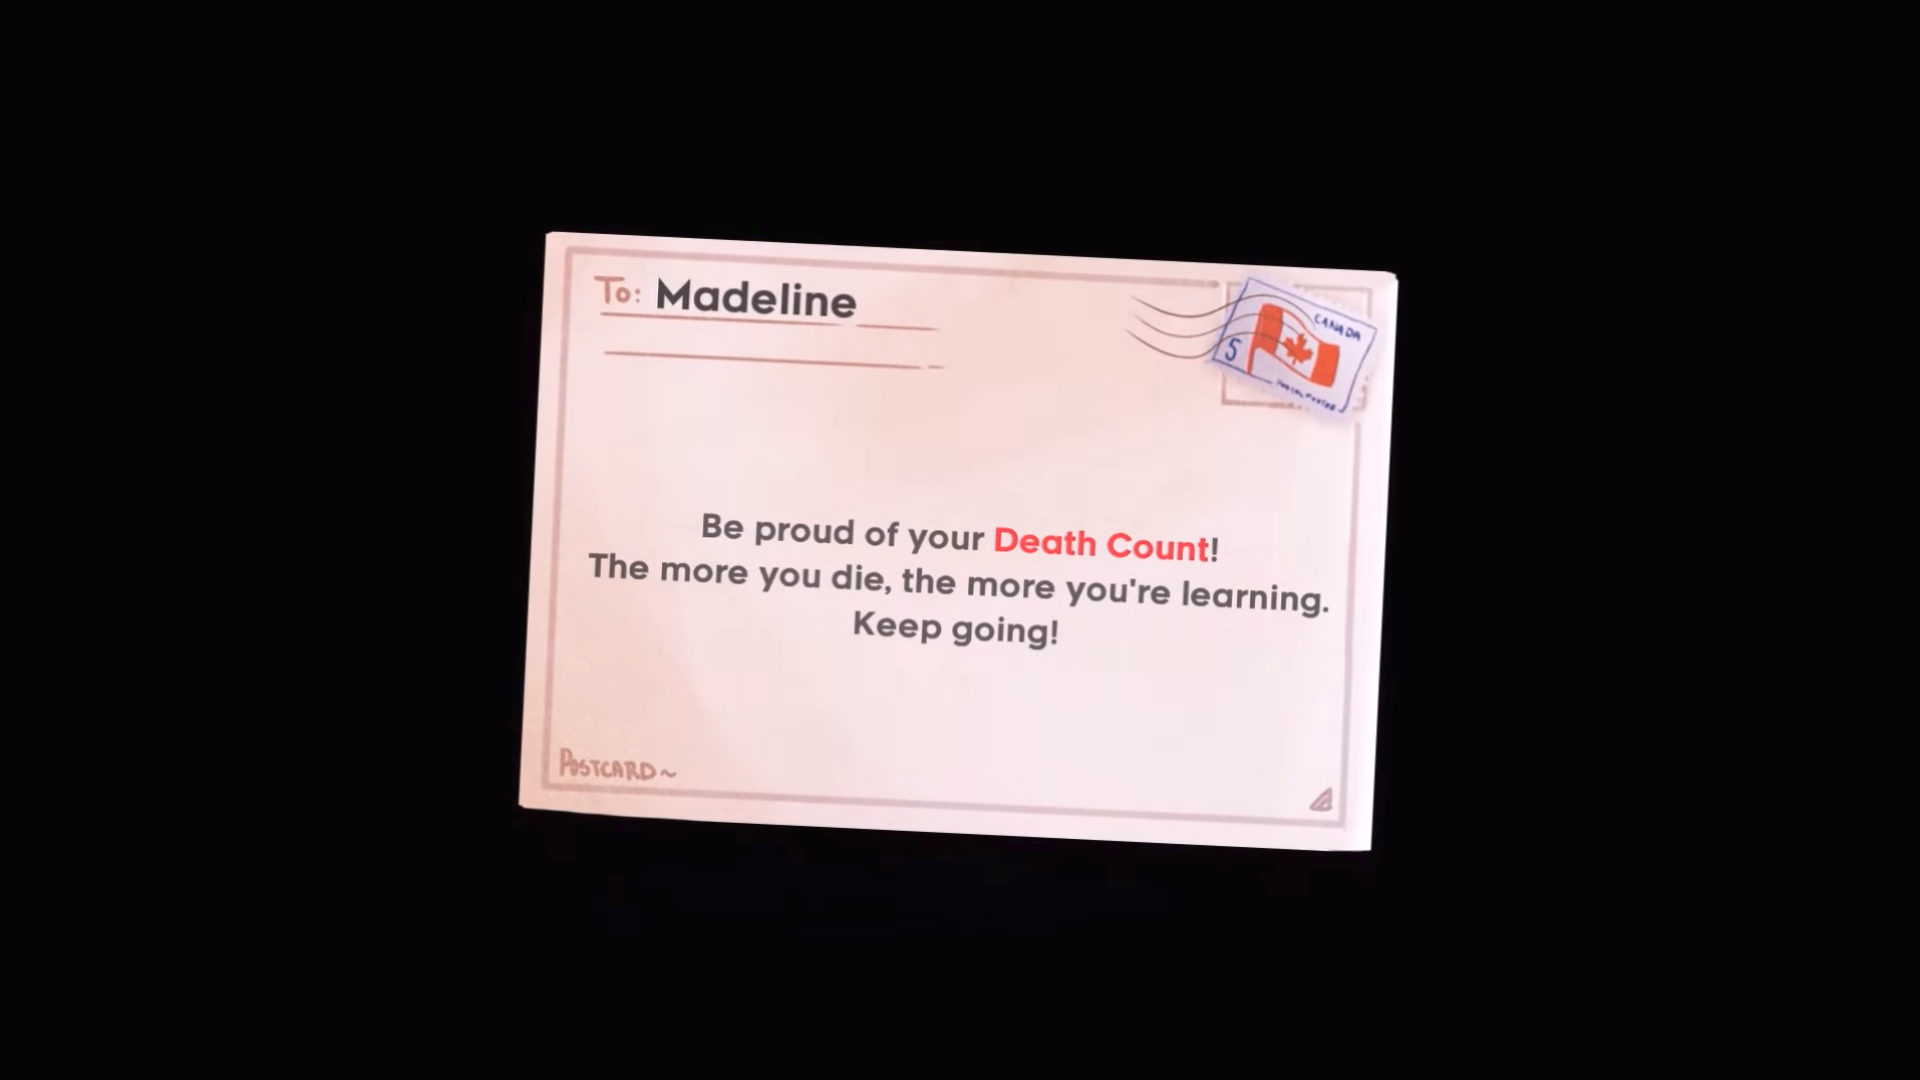 To: Madeline
CANADA
5
Be proud of your Death Count!
The more you die, the more you're learning.
Keep going!
POSTCARD~